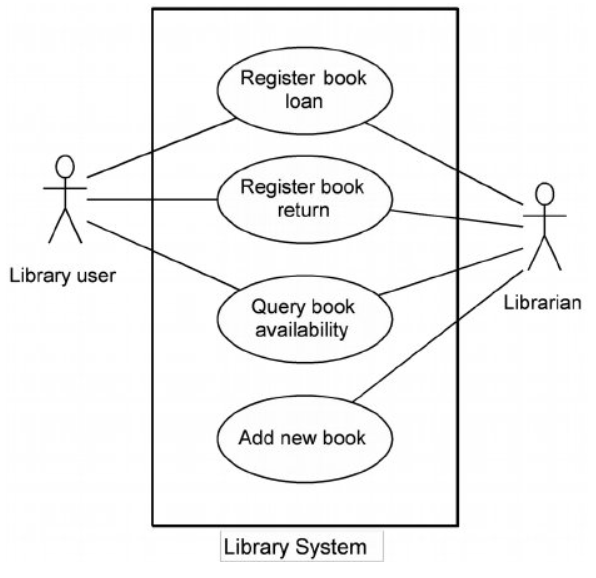 Register book
loan
Register book
return
Library user
Query book
availability
Librarian
Add new book
Library System